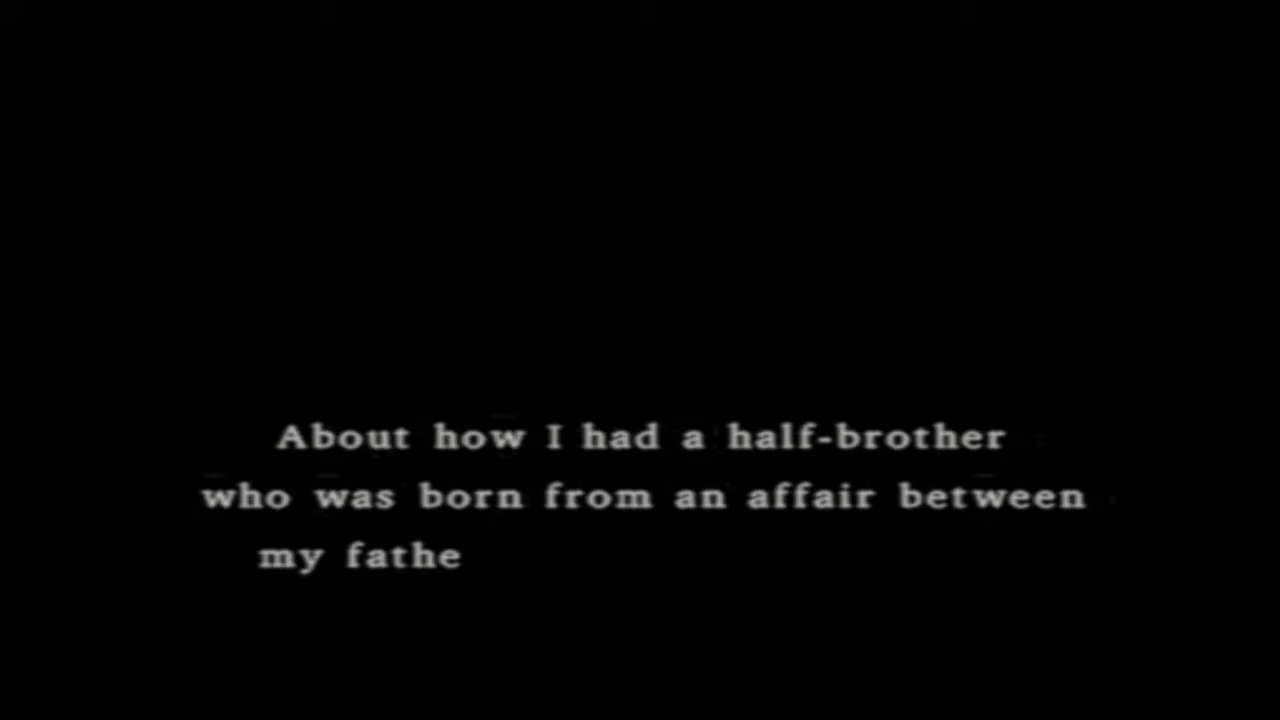 About how I had a half-brother
who was born from an affair between
my fathe